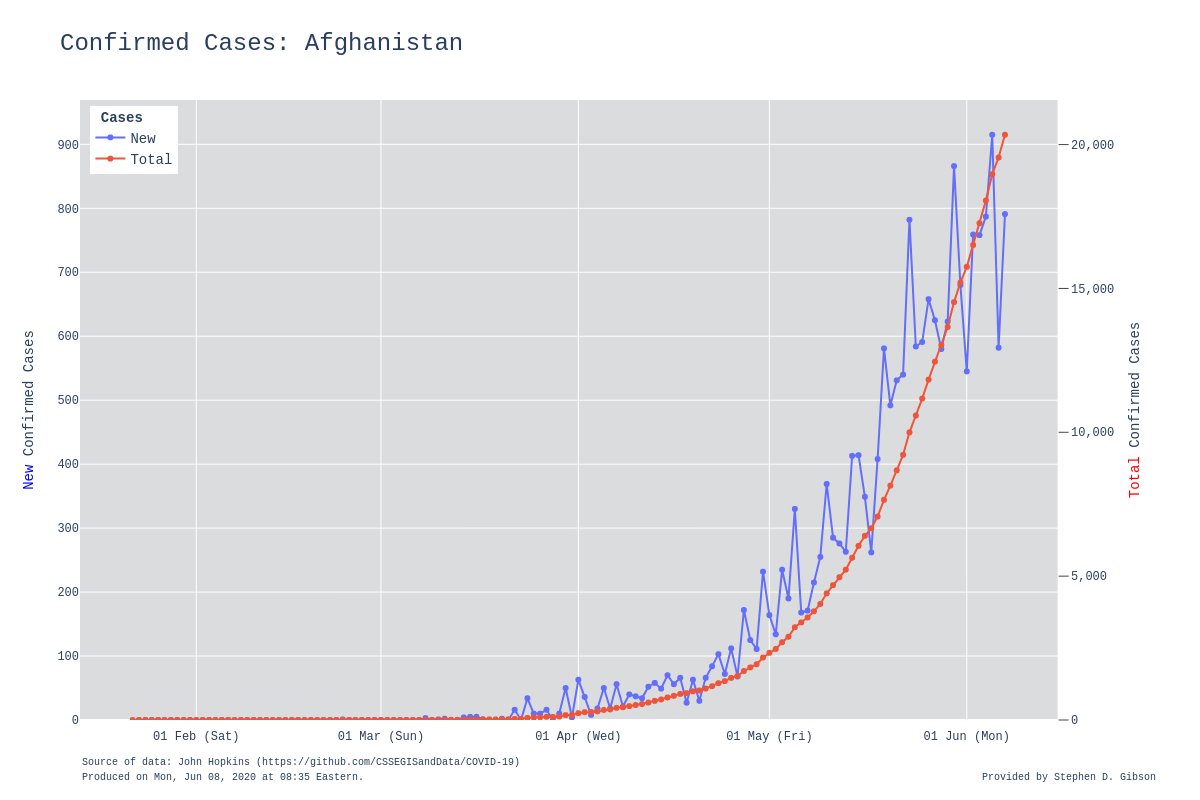 Confirmed Cases: Afghanistan
Cases
New
Total
900
800
700
600
500
400
300
200
100
0
20,000
15,000
10,000
5,000
0
New Confirmed Cases
Total Confirmed Cases
01 Feb (Sat)
01 Mar (Sun)
01 Apr (Wed)
01 May (Fri)
01 Jun (Mon)
Source of data: John Hopkins (https://github.com/CSSEGISandData/COVID-19)
Produced on Mon, Jun 08, 2020 at 08:35 Eastern.
Provided by Stephen D. Gibson